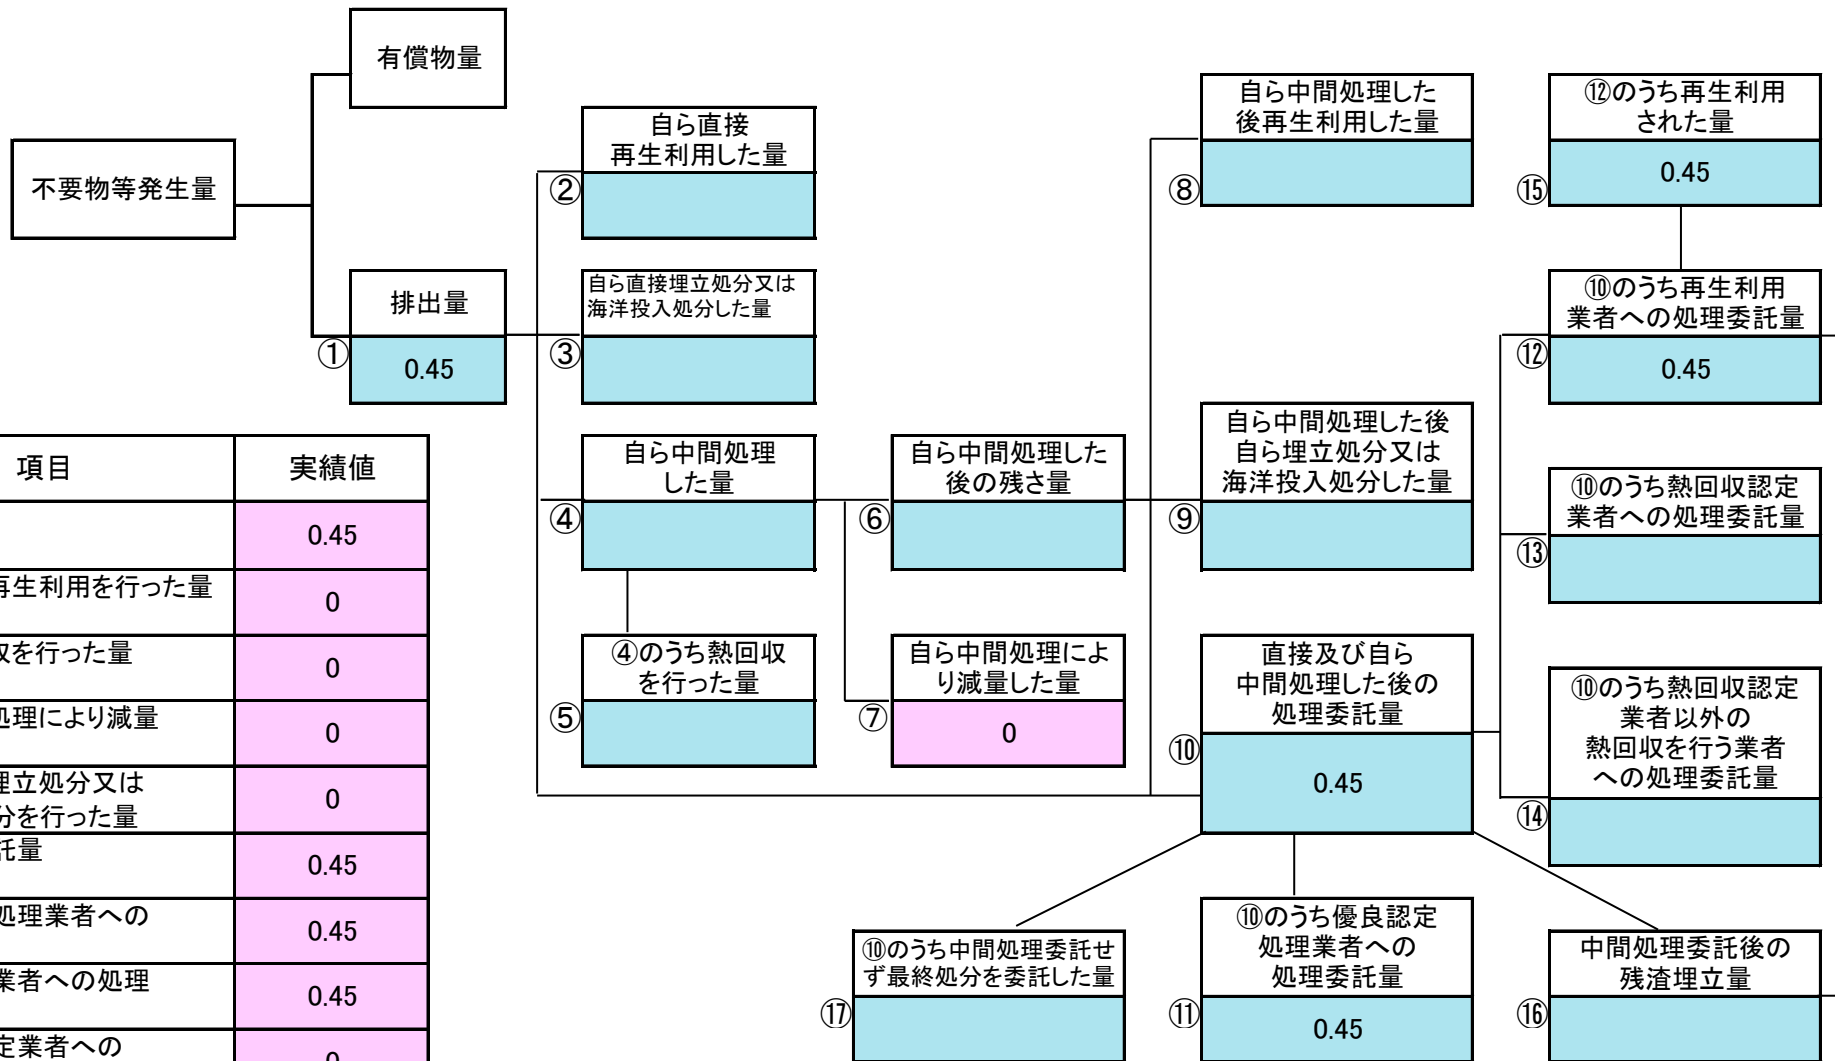 有償物量
不要物等発生量
排出量
①
0.45
自ら直接
再生利用した量
②
自ら直接埋立処分又は
海洋投入処分した量
③
自ら中間処理
した量
④
④のうち熱回収
を行った量
⑤
自ら中間処理した
後の残さ量
⑥
自ら中間処理によ
り減量した量
⑦
0
自ら中間処理した
後再生利用した量
⑧
自ら中間処理した後
自ら埋立処分又は
海洋投入処分した量
⑨
直接及び自ら
中間処理した後の
処理委託量
⑩
0.45
⑫のうち再生利用
された量
⑮
0.45
⑩のうち再生利用
業者への処理委託量
⑫
0.45
⑩のうち熱回収認定
業者への処理委託量
⑬
⑩のうち熱回収認定
業者以外の
熱回収を行う業者
への処理委託量
⑭
⑩のうち中間処理委託せ
ず最終処分を委託した量
⑰
⑩のうち優良認定
処理業者への
処理委託量
⑪
0.45
中間処理委託後の
残渣埋立量
⑯
項目 実績値
0.45
再生利用を行った量
0
を行った量
0
処理により減量
0
埋立処分又は
分を行った量
0
託量
0.45
処理業者への
0.45
業者への処理
0.45
定業者への
0